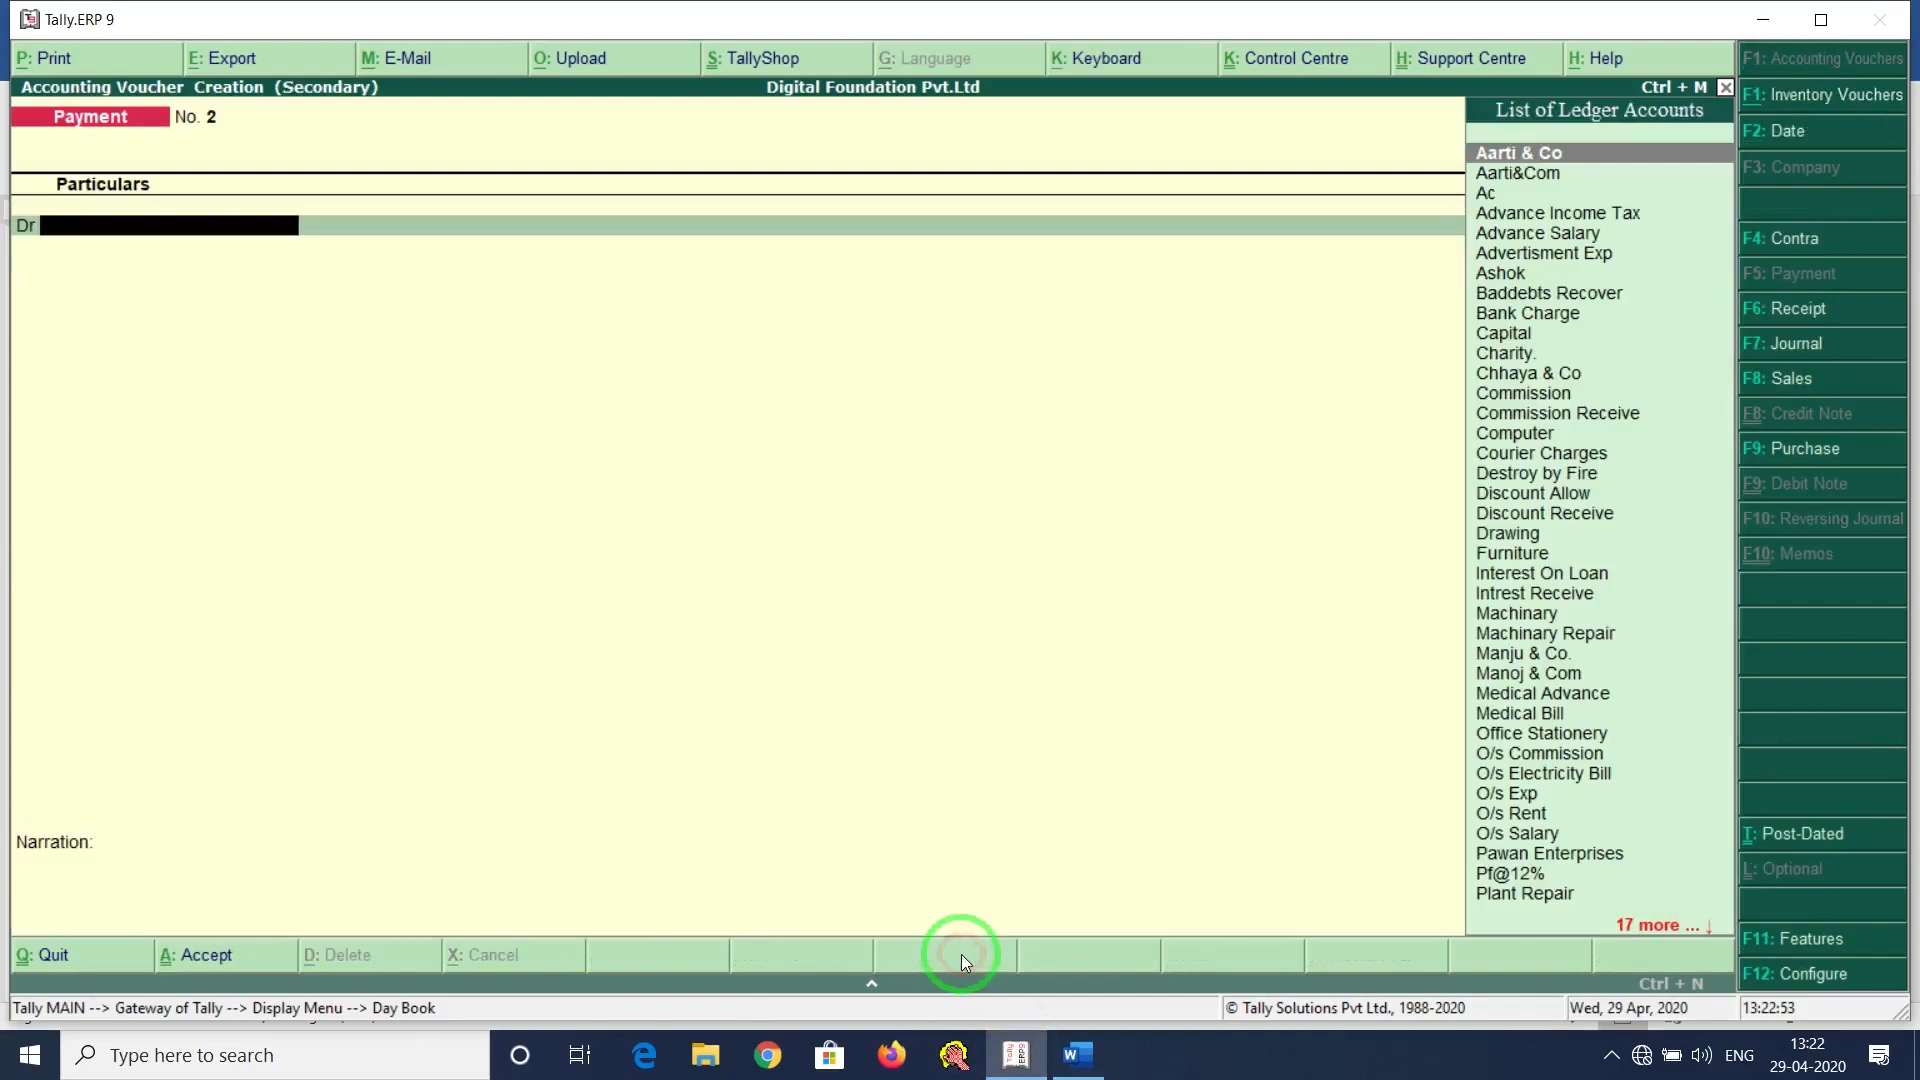 Tally.ERP 9
P: Print
E: Export
M: E-Mail
O: Upload
S: TallyShop
G: Language
K: Keyboard
K: Control Centre
H: Support Centre
H: Help
Accounting Voucher Creation (Secondary)
Digital Foundation Pvt.Ltd
Ctrl + M
Payment No. 2
Particulars
Dr
Narration:
List of Ledger Accounts
Aarti & Co
Aarti&Com
Ac
Advance Income Tax
Advance Salary
Advertisment Exp
Ashok
Baddebts Recover
Bank Charge
Capital
Charity.
Chhaya & Co
Commission
Commission Receive
Computer
Courier Charges
Destroy by Fire
Discount Allow
Discount Receive
Drawing
Furniture
Interest On Loan
Intrest Receive
Machinary
Machinary Repair
Manju & Co.
Manoj & Com
Medical Advance
Medical Bill
Office Stationery
O/s Commission
O/s Electricity Bill
O/s Exp
O/s Rent
O/s Salary
Pawan Enterprises
Pf@12%
Plant Repair
17 more ... ↓
F1: Accounting Vouchers
F1: Inventory Vouchers
F2: Date
F3: Company
F4: Contra
F5: Payment
F6: Receipt
F7: Journal
F8: Sales
F8: Credit Note
F9: Purchase
F9: Debit Note
F10: Reversing Journal
F10: Memos
T: Post-Dated
L: Optional
F11: Features
F12: Configure
Q: Quit
A: Accept
D: Delete
X: Cancel
Ctrl + N
Tally MAIN --> Gateway of Tally --> Display Menu --> Day Book
© Tally Solutions Pvt Ltd., 1988-2020
Wed, 29 Apr, 2020
13:22:53
Type here to search
ENG
13:22
29-04-2020